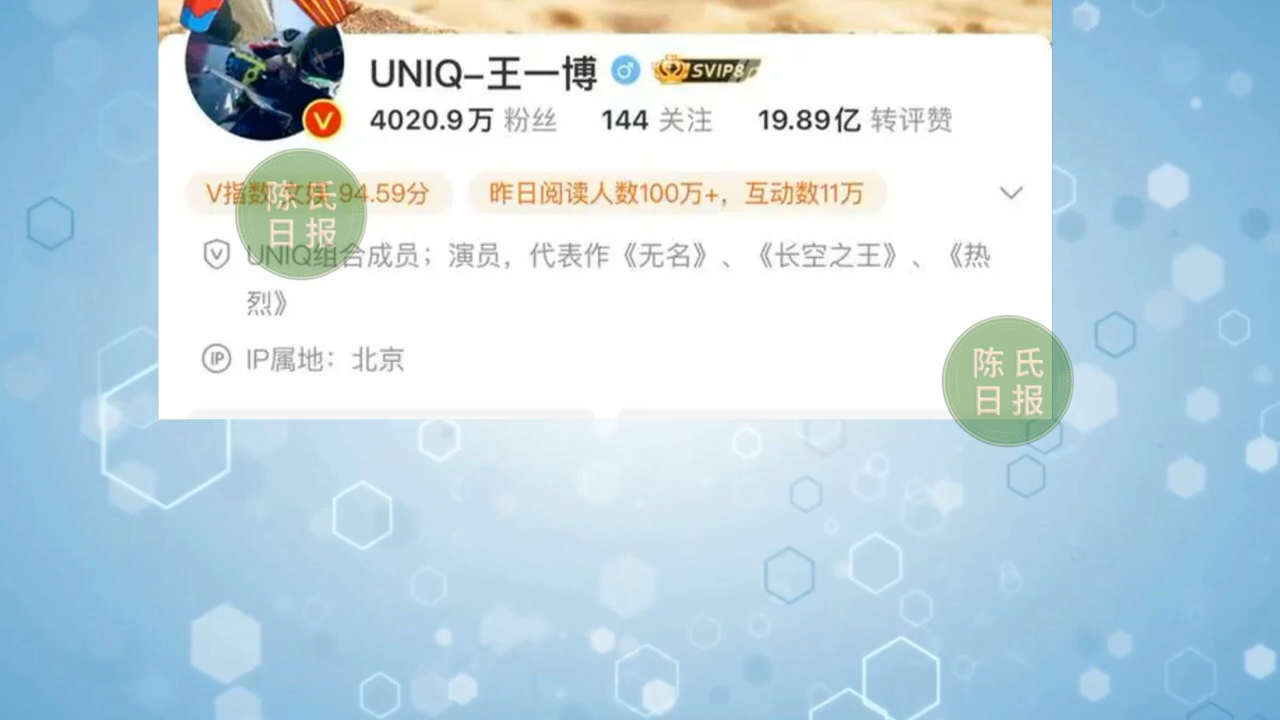 UNIQ-王一博 SVIP8
4020.9万 粉丝 144 关注 19.89亿 转评赞
V指数 文娱 94.59分 昨日阅读人数100万+，互动数11万
陈氏
日报
UNIQ组合成员；演员，代表作《无名》、《长空之王》、《热
烈》
IP IP属地：北京
陈氏
日报